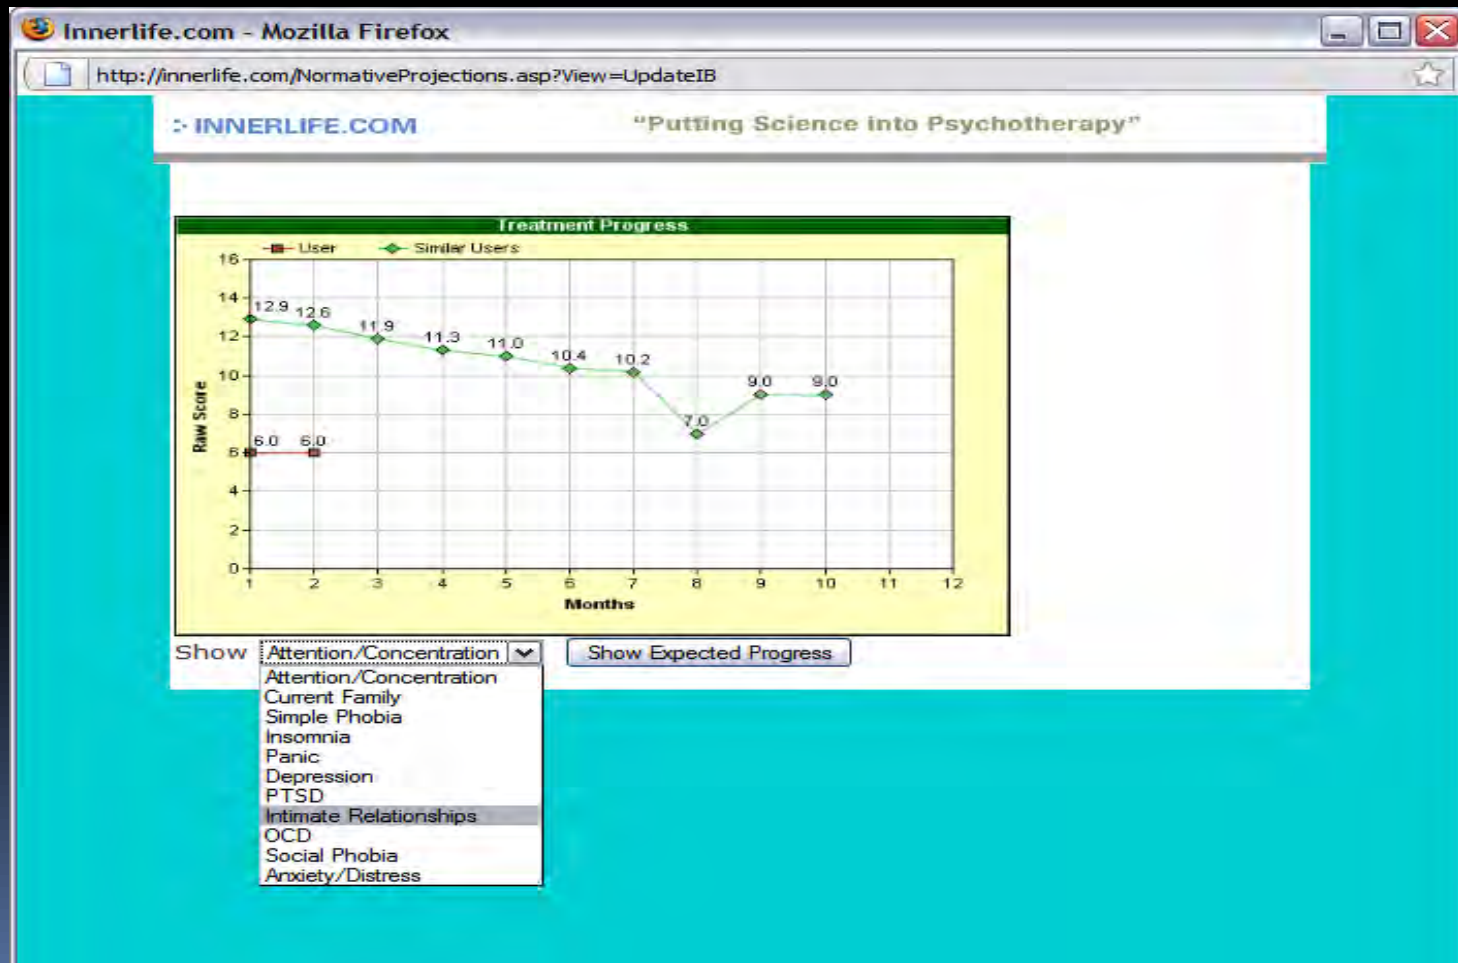 Innerlife.com - Mozilla Firefox
http://innerlife.com/NormativeProjections.asp?View=UpdateIB
:- INNERLIFE.COM "Putting Science into Psychotherapy"
Treatment Progress
User Similar Users
16
14
12
10
8
6
4
2
0
12.9 12.6 11.9 11.3 11.0 10.4 10.2 7.0 9.0 9.0
6.0 6.0
Raw Score
1 2 3 4 5 6 7 8 9 10 11 12
Months
Show Attention/Concentration Show Expected Progress
Attention/Concentration
Current Family
Simple Phobia
Insomnia
Panic
Depression
PTSD
Intimate Relationships
OCD
Social Phobia
Anxiety/Distress